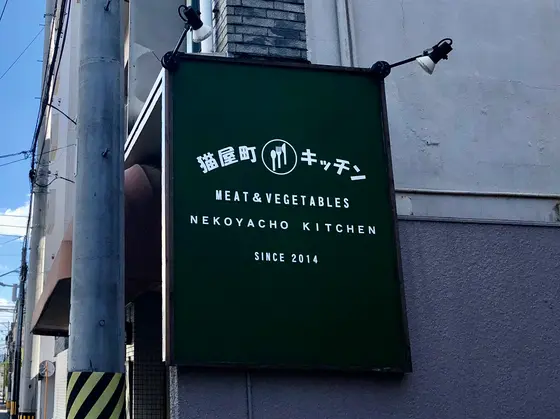 猫屋町 キッチン
MEAT & VEGETABLES
NEKOYACHO KITCHEN
SINCE 2014